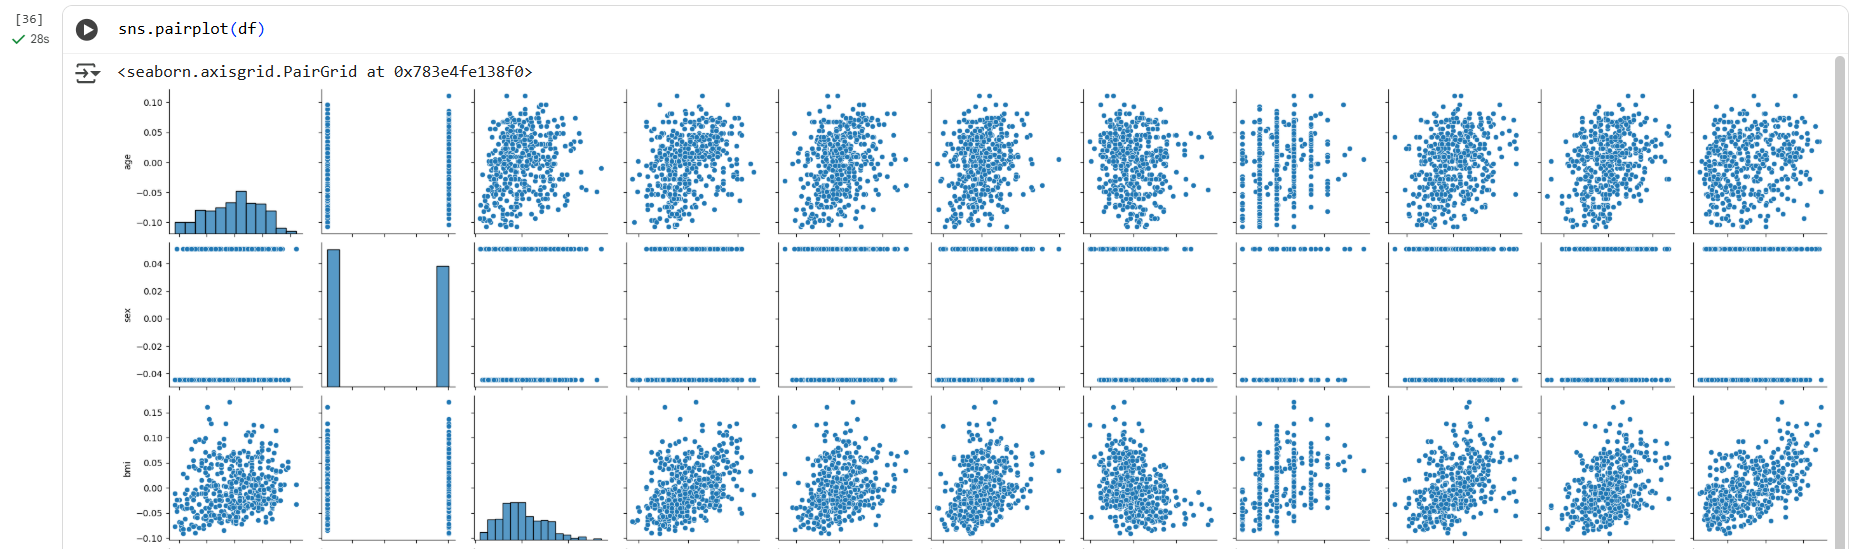 [36]
28s
sns.pairplot(df)
<seaborn.axisgrid.PairGrid at 0x783e4fe138f0>
0.10
0.05
0.00
−0.05
−0.10
age
0.04
0.02
0.00
−0.02
−0.04
sex
0.15
0.10
0.05
0.00
−0.05
−0.10
bmi